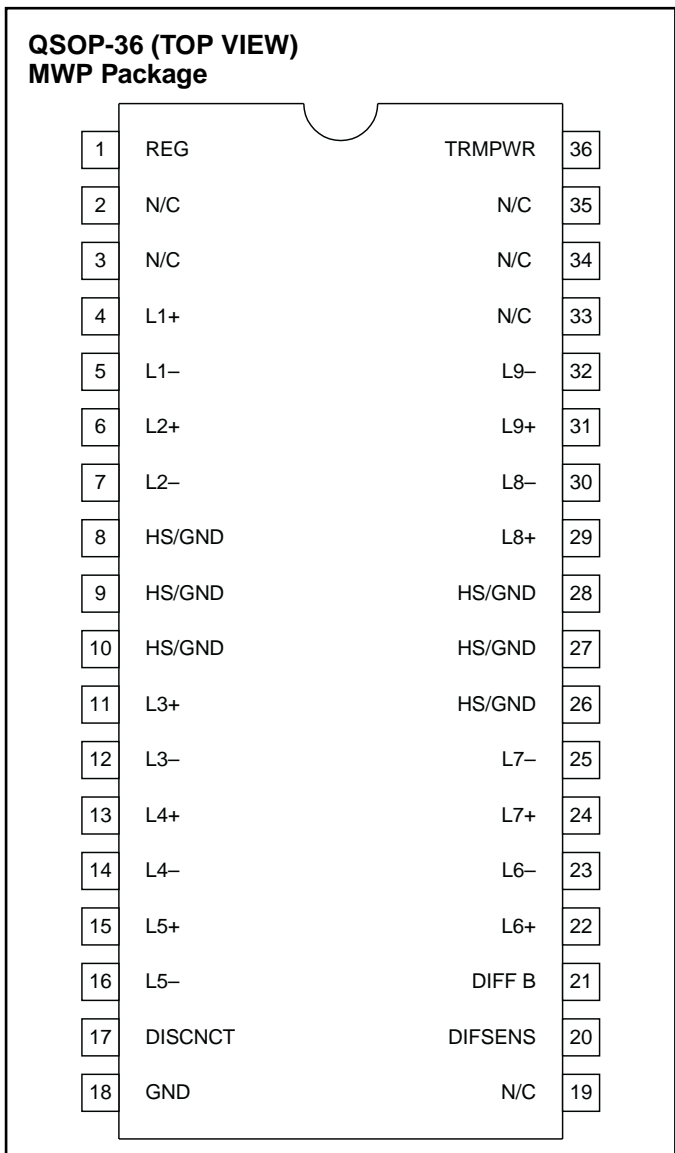 QSOP-36 (TOP VIEW)
MWP Package
1 REG TRMPWR 36
2 N/C N/C 35
3 N/C N/C 34
4 L1+ N/C 33
5 L1– L9– 32
6 L2+ L9+ 31
7 L2– L8– 30
8 HS/GND L8+ 29
9 HS/GND HS/GND 28
10 HS/GND HS/GND 27
11 L3+ HS/GND 26
12 L3– L7– 25
13 L4+ L7+ 24
14 L4– L6– 23
15 L5+ L6+ 22
16 L5– DIFF B 21
17 DISCNCT DIFSENS 20
18 GND N/C 19